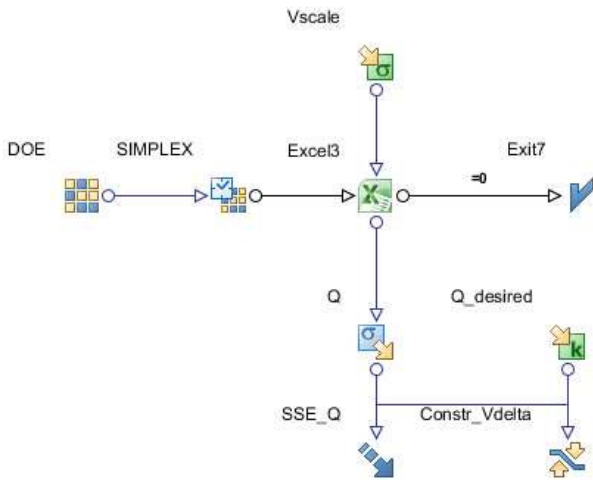 Vscale
σ
DOE SIMPLEX Excel3 Exit7
=0
X
Q Q_desired
σ
k
SSE_Q Constr_Vdelta